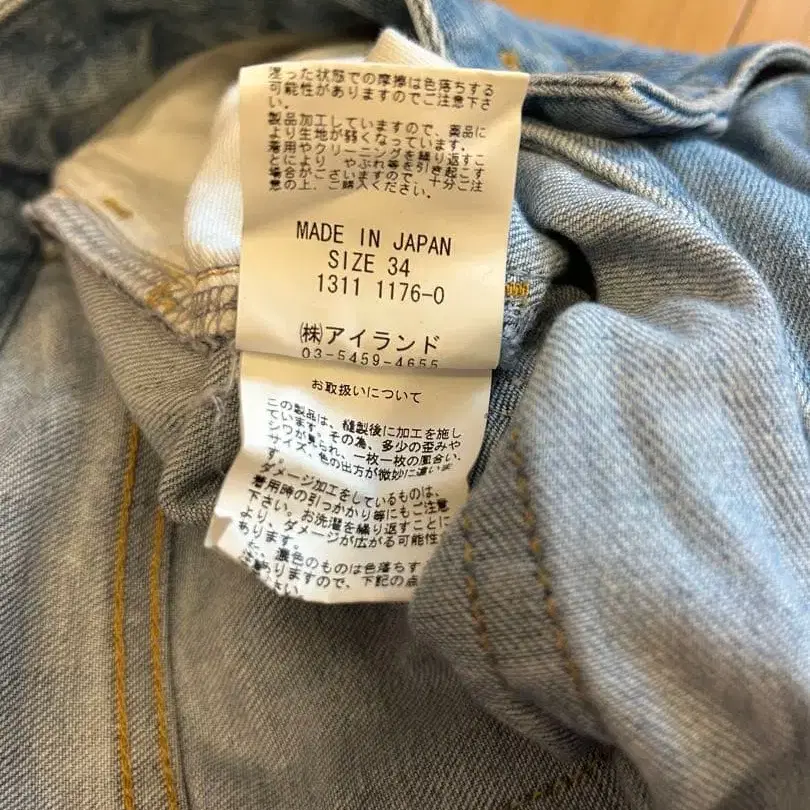 湿った状態での摩擦は色落ちする
可能性がありますのでご注意下さ
い。
製品加工していますので、薬品に
より生地が弱くなっています。
着用やクリーニングを繰り返すこ
とにより、やぶれ等を引き起こす
場合がございますので、十分ご注
意の上、ご購入ください。
MADE IN JAPAN
SIZE 34
1311 1176-0
㈱アイランド
03-5459-4655
お取扱いについて
この製品は、縫製後に加工を施し
ています。その為、多少の歪みや
シワが見られ、一枚一枚の風合い、
サイズ、色の出方が微妙に違いま
す。
ダメージ加工をしているものは、
着用時の引っかかり等にもご注意
下さい。お洗濯を繰り返すことに
より、ダメージが広がる可能性
あります。
濃色のものは色落ちす
ありますので、下記の点
さい。